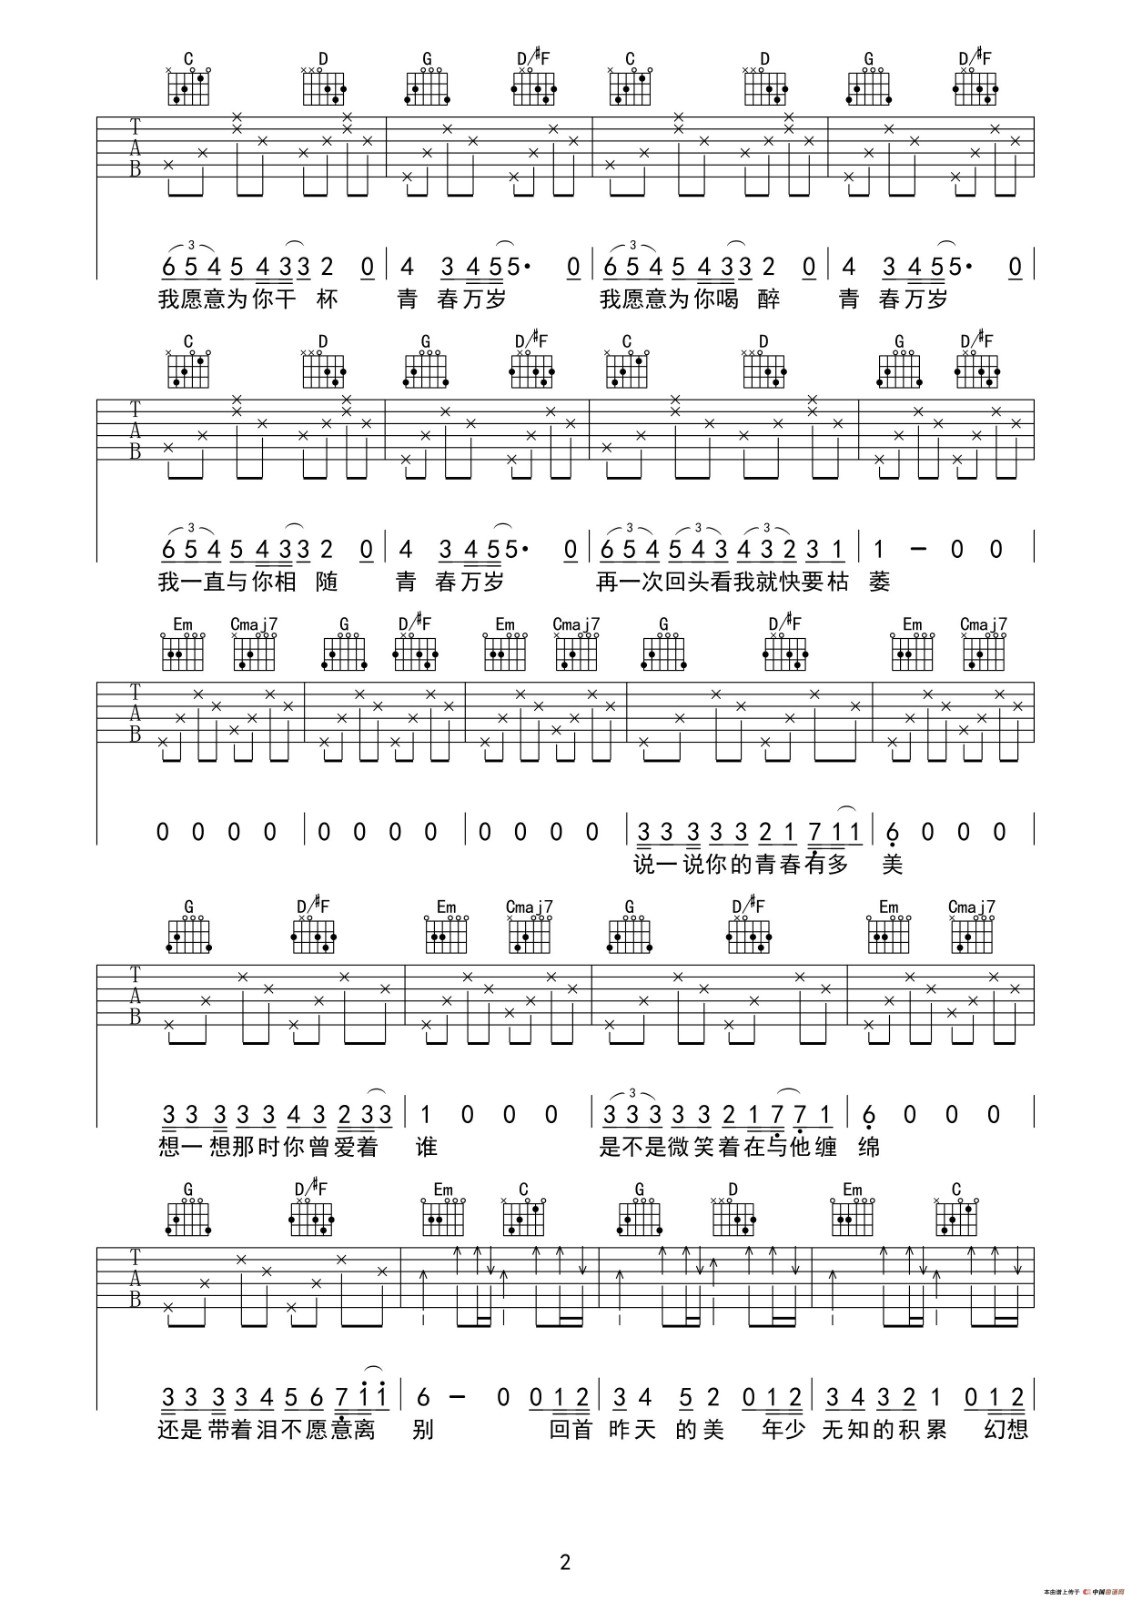 C D G D/#F C D G D/#F
T
A
B
6 5 4 5 4 3 3 2 0 4 3 4 5 5· 0 6 5 4 5 4 3 3 2 0 4 3 4 5 5· 0
我愿意为你干 杯 青 春万岁 我愿意为你喝 醉 青 春万岁
C D G D/#F C D G D/#F
T
A
B
6 5 4 5 4 3 3 2 0 4 3 4 5 5· 0 6 5 4 5 4 3 4 3 2 3 1 1 - 0 0
我一直与你相 随 青 春万岁 再一次回头看我就快要枯 萎
Em Cmaj7 G D/#F Em Cmaj7 G D/#F Em Cmaj7
T
A
B
0 0 0 0 0 0 0 0 0 0 0 0 3 3 3 3 3 2 1 7 1 1 6 0 0 0
说一说你的青春有多 美
G D/#F Em Cmaj7 G D/#F Em Cmaj7
T
A
B
3 3 3 3 3 4 3 2 3 3 1 0 0 0 3 3 3 3 3 2 1 7 7 1 6 0 0 0
想一想那时你曾爱着 谁 是不是微笑着在与他缠 绵
G D/#F Em C G D Em C
T
A
B
3 3 3 3 4 5 6 7 1 1 6 - 0 0 1 2 3 4 5 2 0 1 2 3 4 3 2 1 0 1 2
还是带着泪不愿意离 别 回首 昨天 的美 年少 无知的积累 幻想
2
本曲谱上传于 中国曲谱网